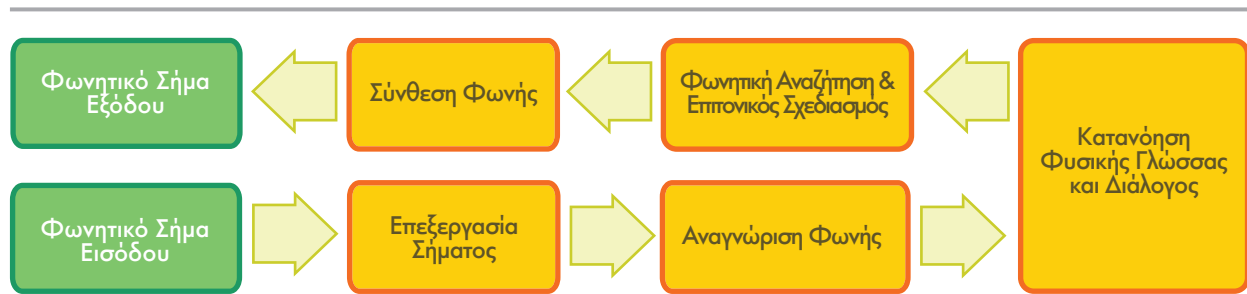 Φωνητικό Σήμα
Εξόδου
Σύνθεση Φωνής
Φωνητική Αναζήτηση &
Επιτονικός Σχεδιασμός
Κατανόηση
Φυσικής Γλώσσας
και Διάλογος
Φωνητικό Σήμα
Εισόδου
Επεξεργασία
Σήματος
Αναγνώριση Φωνής